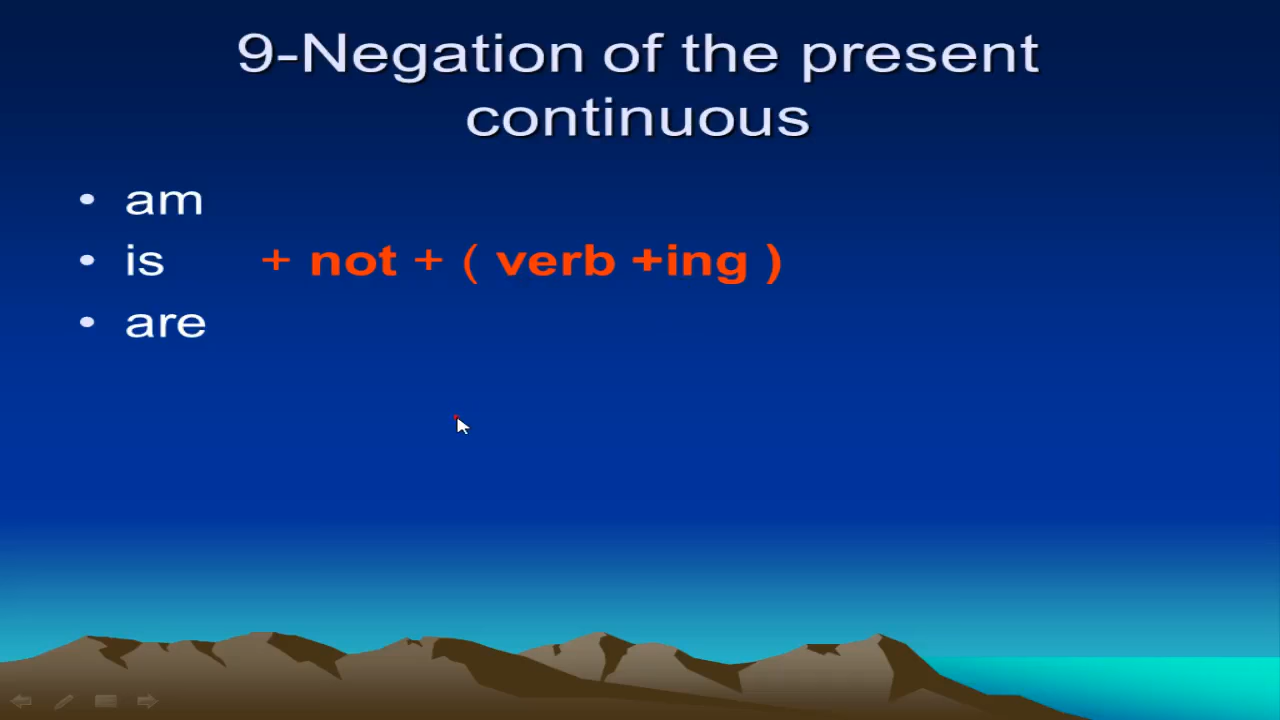 9-Negation of the present
continuous
• am
• is + not + ( verb +ing )
• are